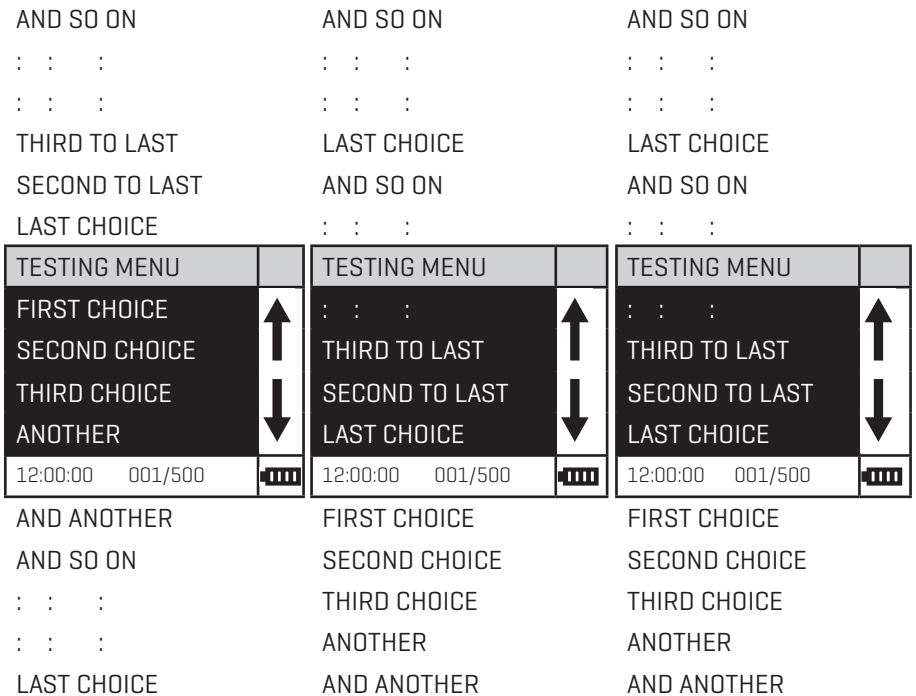 AND SO ON AND SO ON AND SO ON
: : : : : : : : :
: : : : : : : : :
THIRD TO LAST LAST CHOICE LAST CHOICE
SECOND TO LAST AND SO ON AND SO ON
LAST CHOICE : : : : : :
TESTING MENU TESTING MENU TESTING MENU
FIRST CHOICE : : : : : :
SECOND CHOICE THIRD TO LAST THIRD TO LAST
THIRD CHOICE SECOND TO LAST SECOND TO LAST
ANOTHER LAST CHOICE LAST CHOICE
12:00:00 001/500 12:00:00 001/500 12:00:00 001/500
AND ANOTHER FIRST CHOICE FIRST CHOICE
AND SO ON SECOND CHOICE SECOND CHOICE
: : : THIRD CHOICE THIRD CHOICE
: : : ANOTHER ANOTHER
LAST CHOICE AND ANOTHER AND ANOTHER